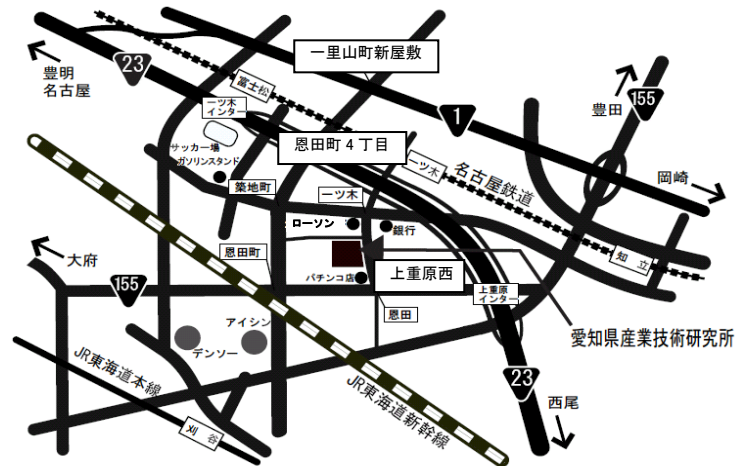 一里山町新屋敷
23
豊明
名古屋
富士松
豊田
155
一ツ木
インター
1
サッカー場
ガソリンスタンド
恩田町4丁目
一ツ木
名古屋鉄道
岡崎
築地町
一ツ木
ローソン
銀行
大府
恩田町
知立
パチンコ店
上重原西
155
上重原
インター
恩田
アイシン
デンソー
愛知県産業技術研究所
JR東海道本線
JR東海道新幹線
23
西尾
刈谷